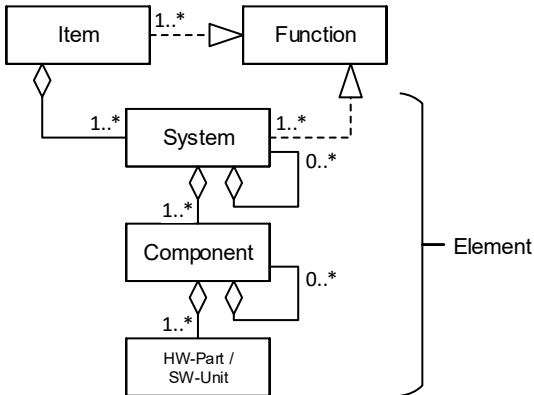 Item
1..*
Function
1..*
System
1..*
0..*
1..*
Component
0..*
Element
1..*
HW-Part /
SW-Unit